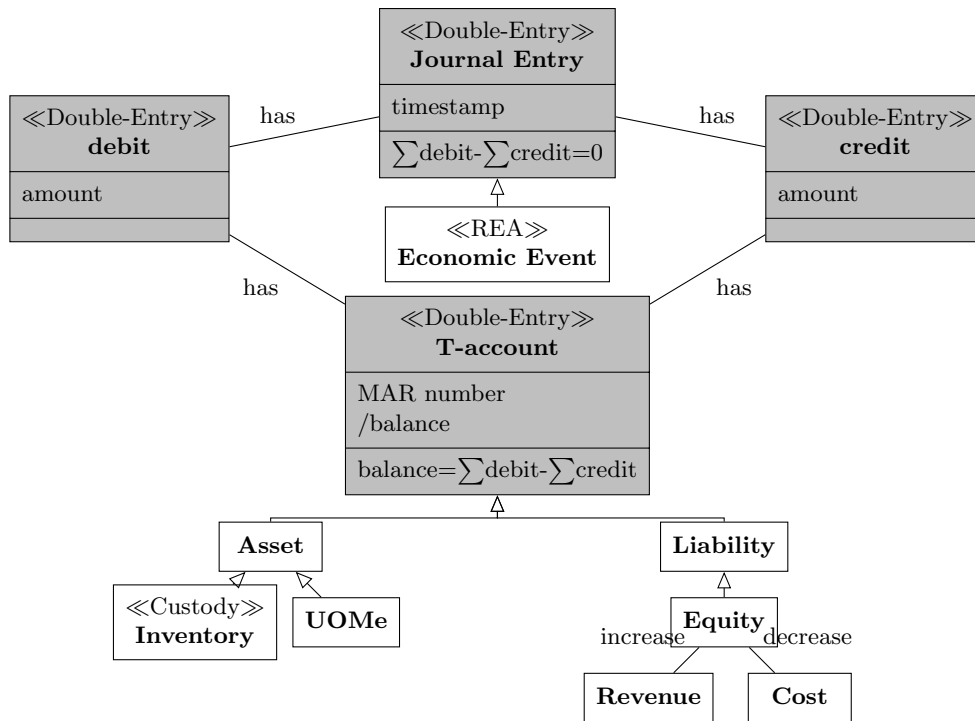 ≪Double-Entry≫
Journal Entry
timestamp
∑debit-∑credit=0
has
has
≪Double-Entry≫
debit
amount
≪Double-Entry≫
credit
amount
≪REA≫
Economic Event
has
has
≪Double-Entry≫
T-account
MAR number
/balance
balance=∑debit-∑credit
Asset
Liability
≪Custody≫
Inventory
UOMe
Equity
increase
decrease
Revenue
Cost